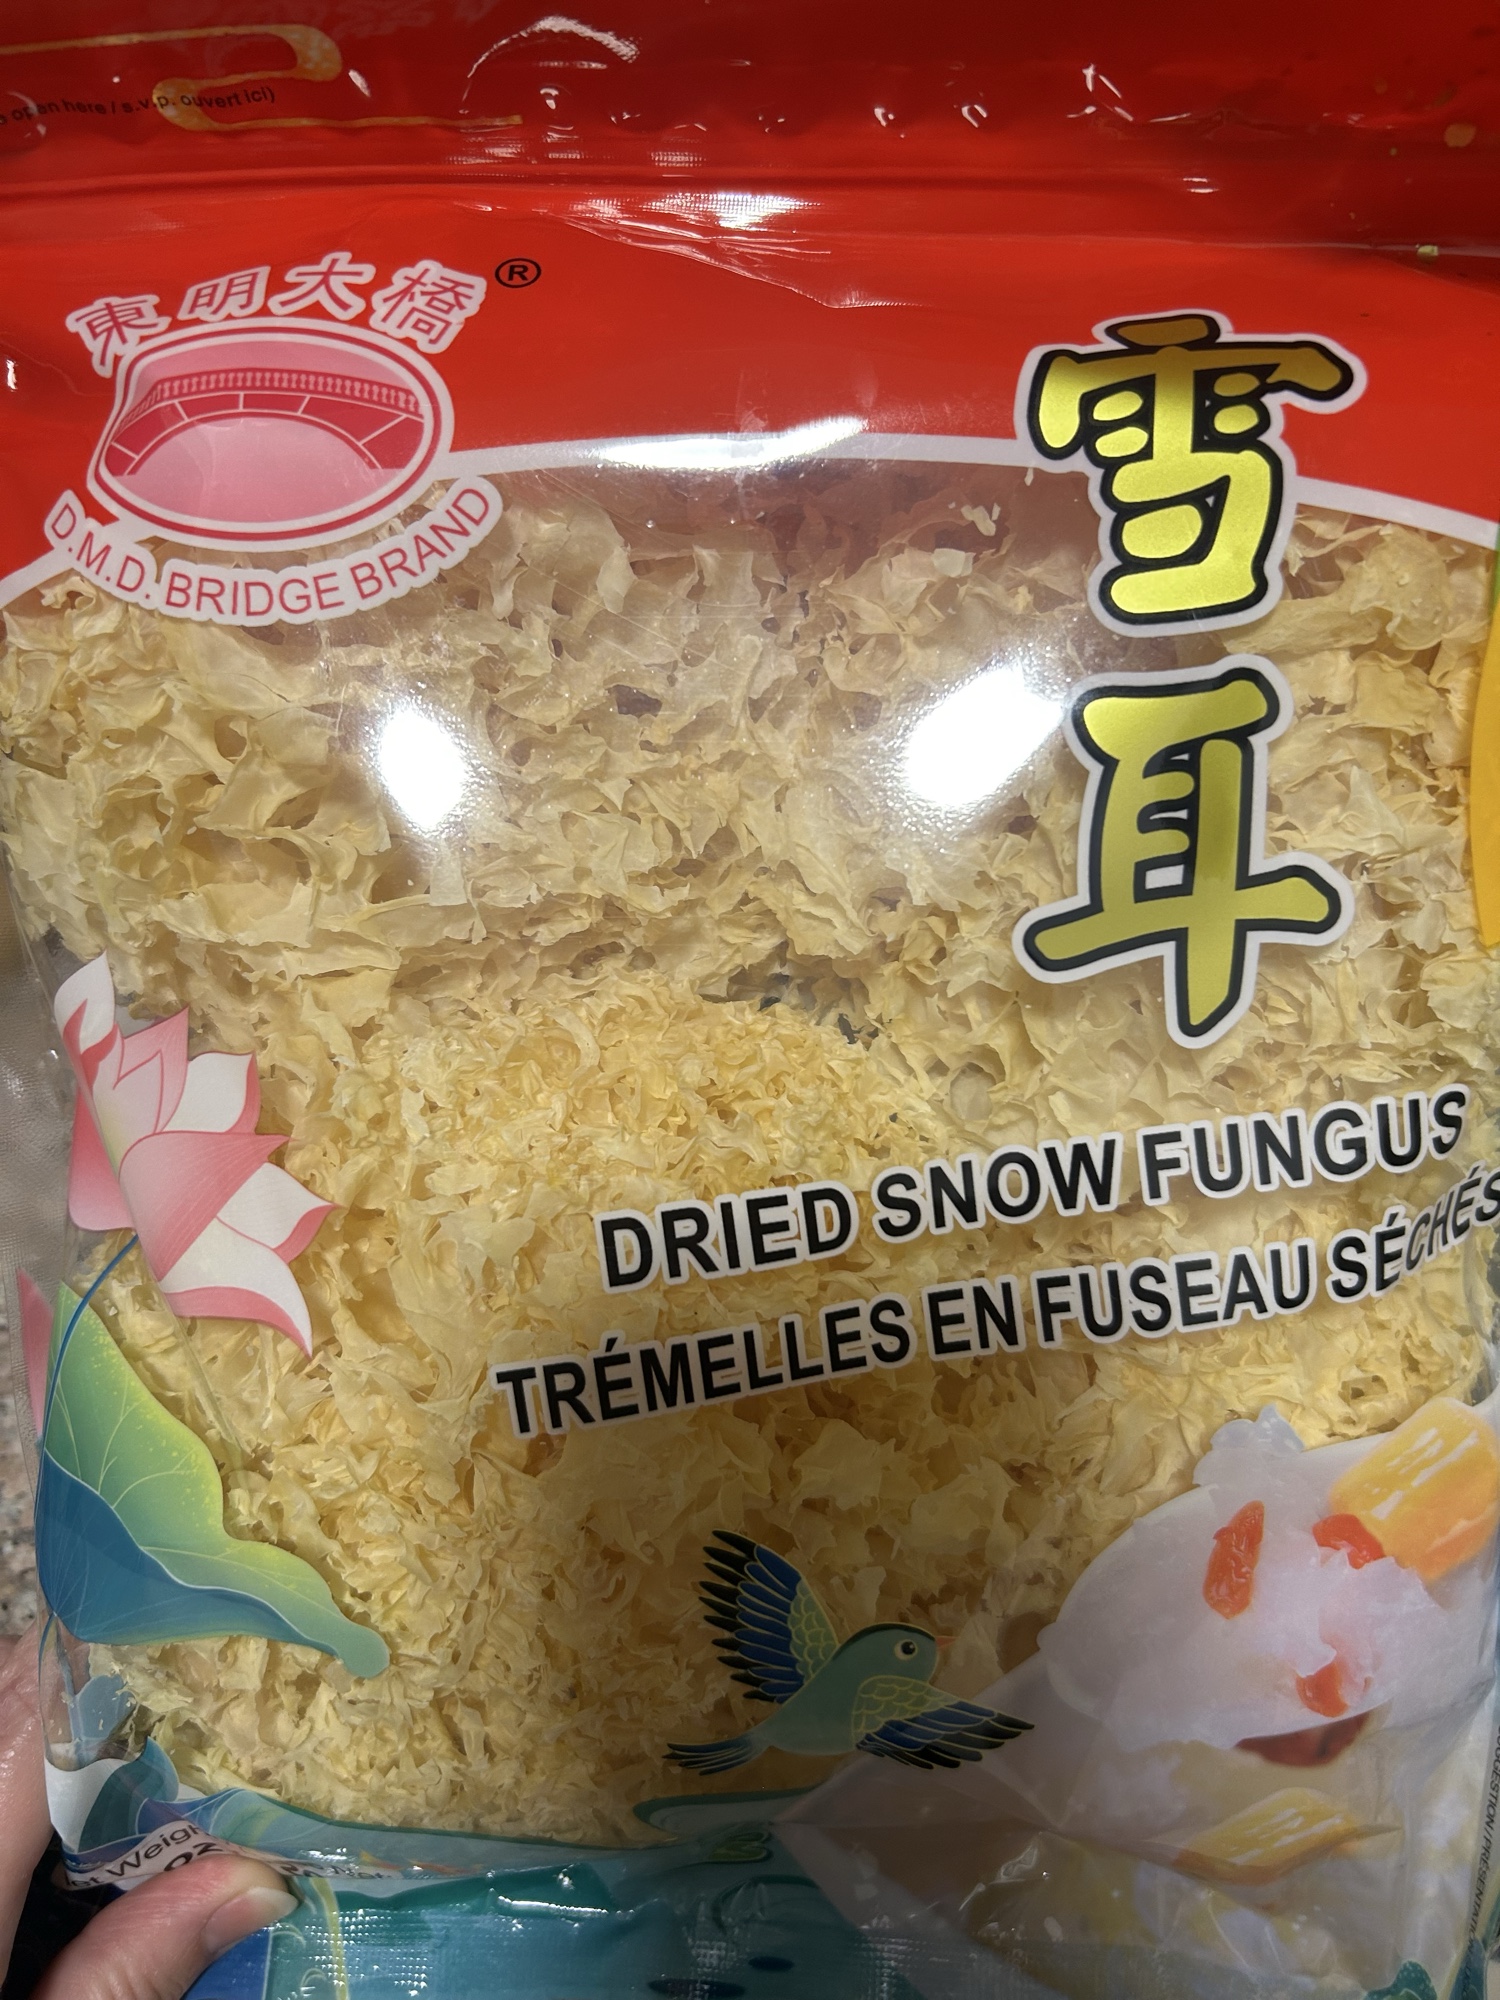 open here / s.v.p. ouvert ici)
東明大橋®
D.M.D. BRIDGE BRAND
雪耳
DRIED SNOW FUNGUS
TRÉMELLES EN FUSEAU SÉCHÉS